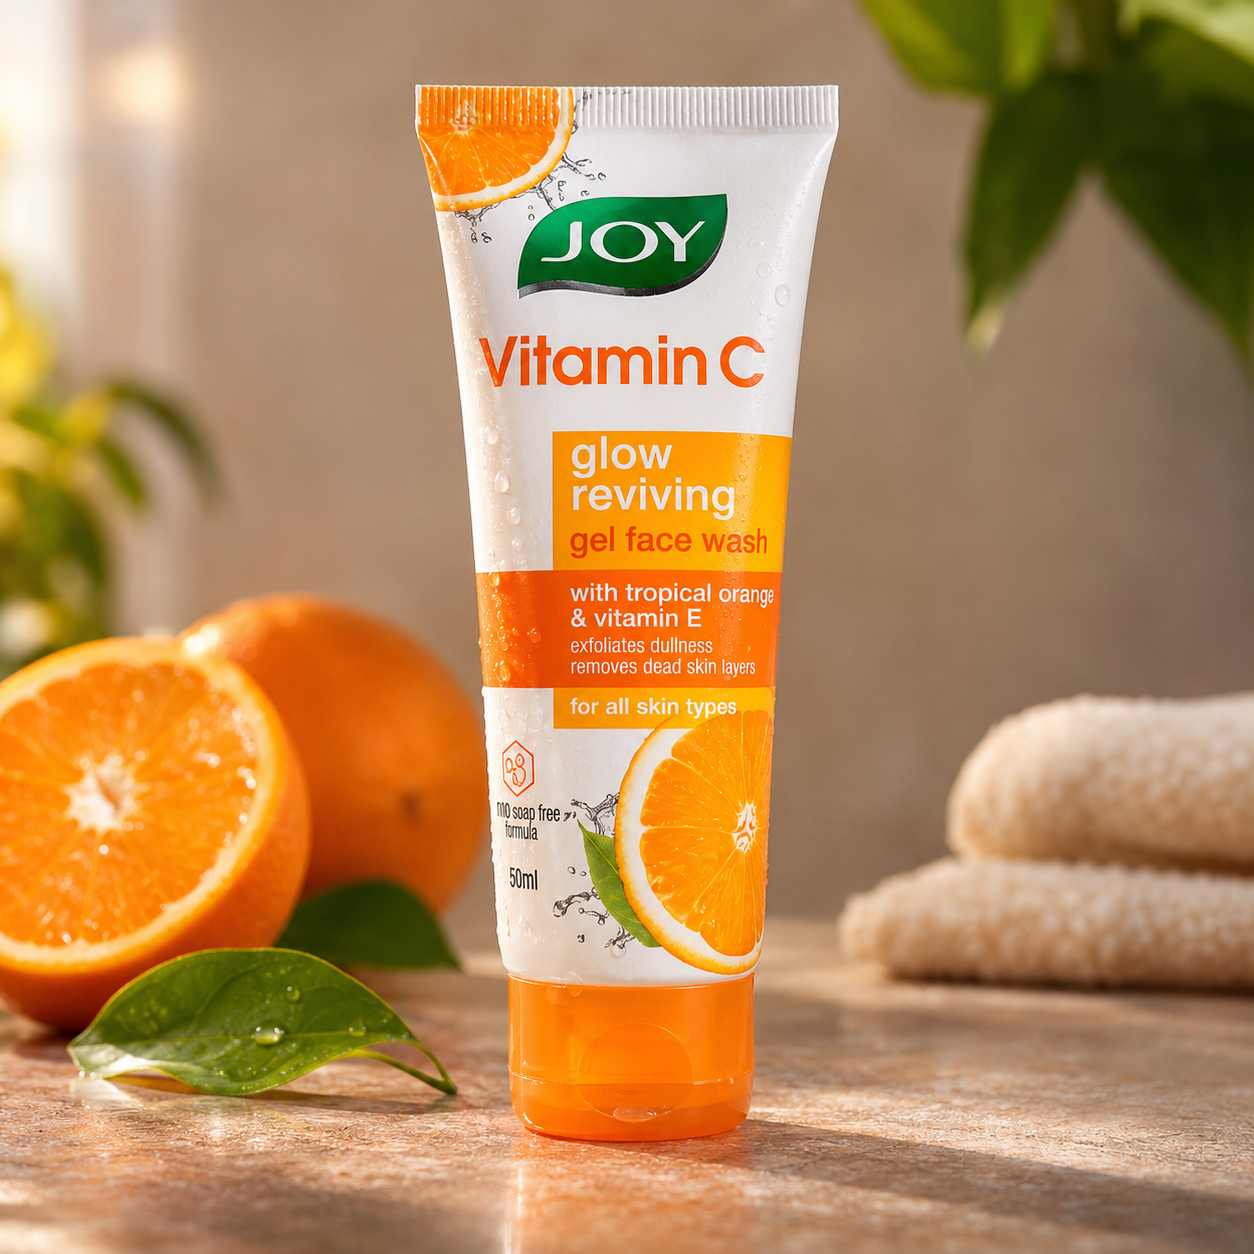 JOY
Vitamin C
glow
reviving
gel face wash
with tropical orange
& vitamin E
exfoliates dullness
removes dead skin layers
for all skin types
soap free
formula
50ml